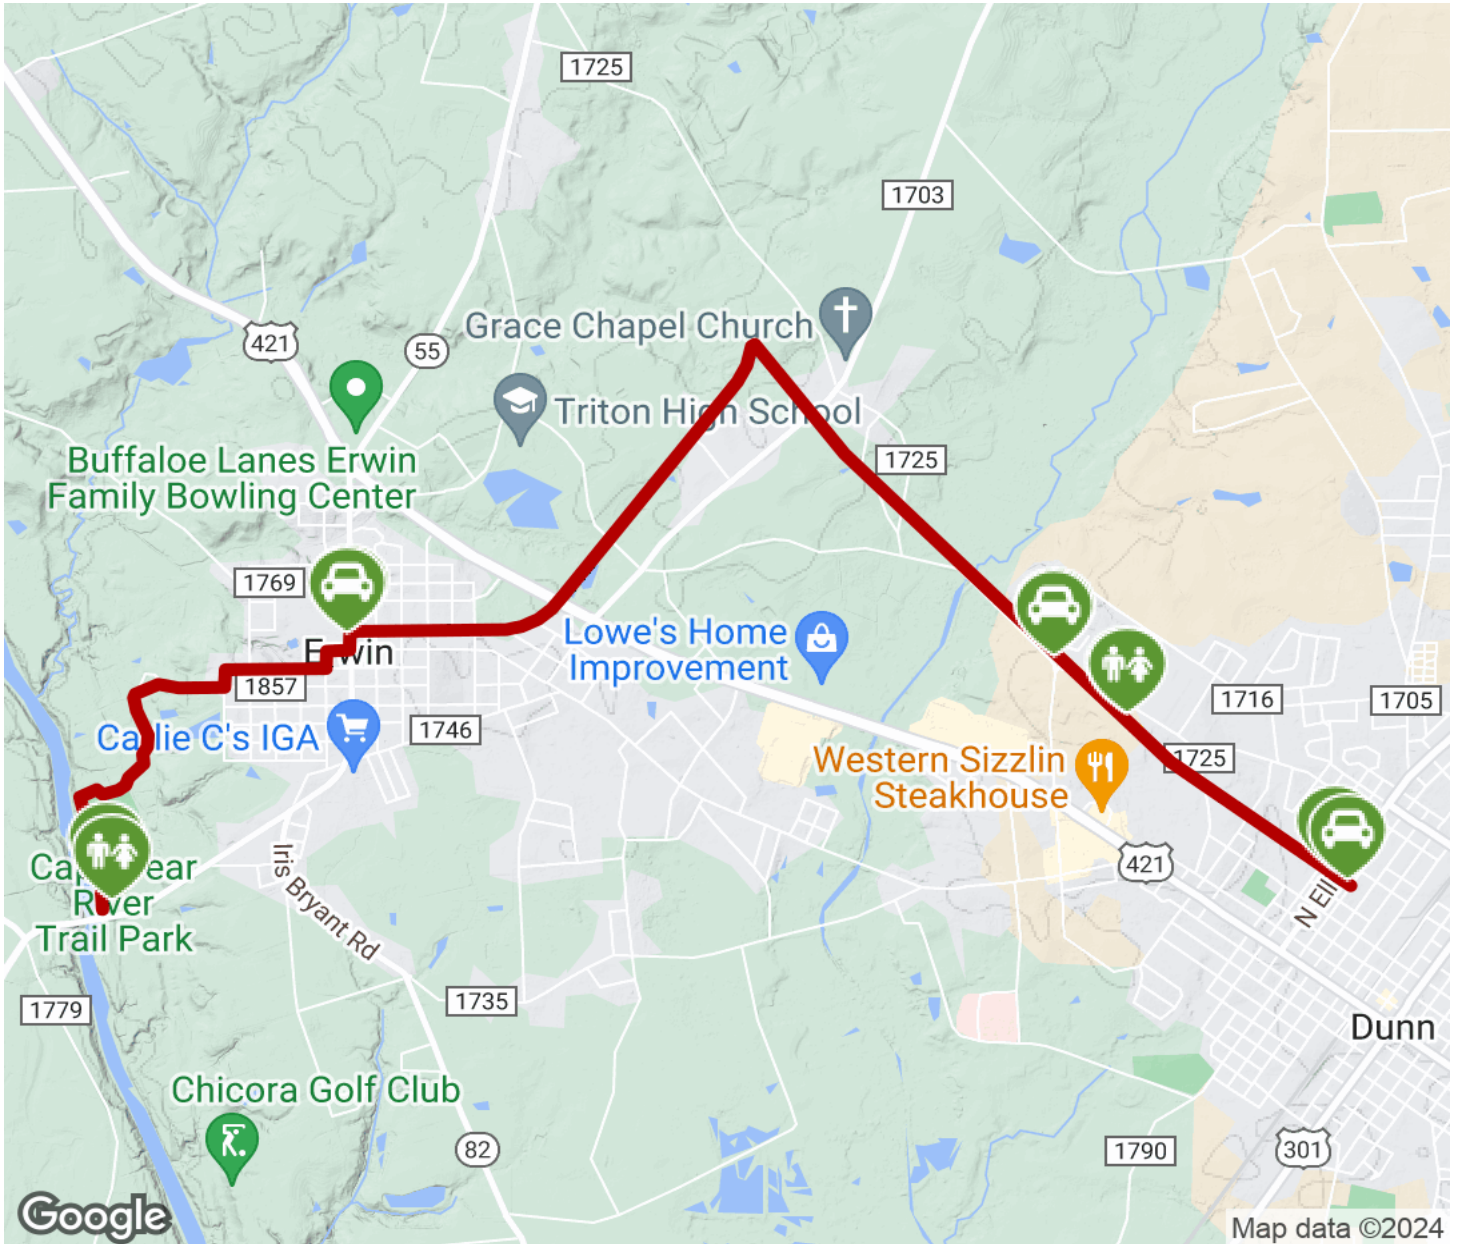 1725
1703
421
55
Grace Chapel Church
Triton High School
Buffaloe Lanes Erwin
Family Bowling Center
1725
1769
Erwin
Lowe's Home
Improvement
1857
1716
1705
Callie C's IGA
1746
1725
Western Sizzlin
Steakhouse
421
Cape Fear
River
Trail Park
Iris Bryant Rd
N Ell
1779
1735
Dunn
Chicora Golf Club
82
1790
301
Google
Map data ©2024